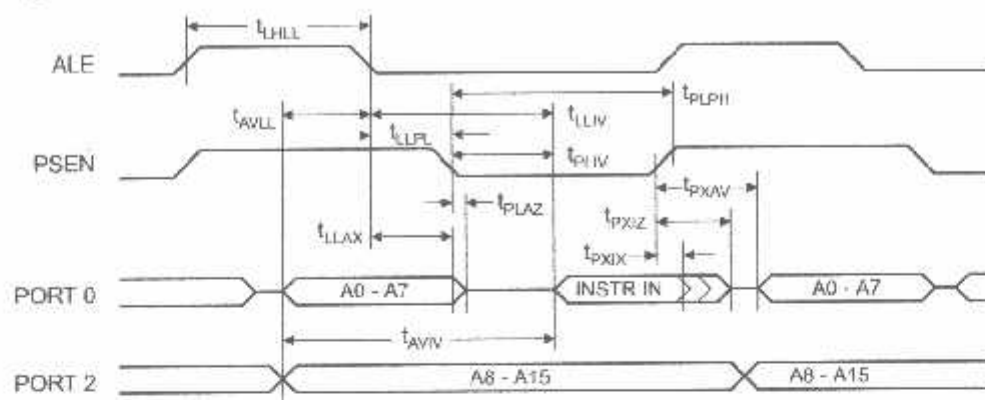 tLHLL
ALE
tPLPH
tAVLL
tLLIV
tLLPL
PSEN
tPLIV
tPXAV
tPLAZ
tPXIZ
tLLAX
tPXIX
PORT 0
A0 - A7
INSTR IN
A0 - A7
tAVIV
PORT 2
A8 - A15
A8 - A15